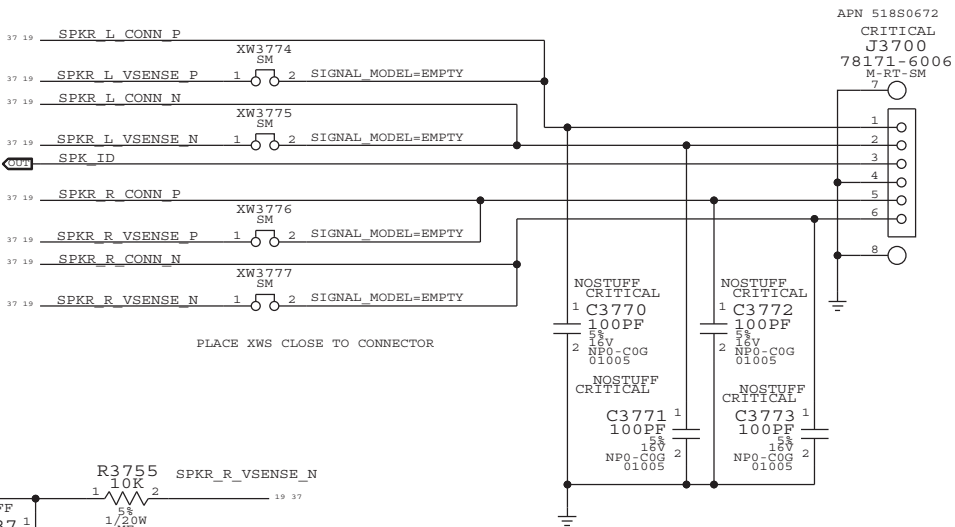 APN 518S0672
CRITICAL
J3700
78171-6006
M-RT-SM
37 19 SPKR_L_CONN_P
XW3774
SM
37 19 SPKR_L_VSENSE_P 1 2 SIGNAL_MODEL=EMPTY
37 19 SPKR_L_CONN_N
XW3775
SM
37 19 SPKR_L_VSENSE_N 1 2 SIGNAL_MODEL=EMPTY
OUT SPK_ID
37 19 SPKR_R_CONN_P
XW3776
SM
37 19 SPKR_R_VSENSE_P 1 2 SIGNAL_MODEL=EMPTY
37 19 SPKR_R_CONN_N
XW3777
SM
37 19 SPKR_R_VSENSE_N 1 2 SIGNAL_MODEL=EMPTY
7
1
2
3
4
5
6
8
PLACE XWS CLOSE TO CONNECTOR
NOSTUFF
CRITICAL
1 C3770
100PF
5%
2 16V
NP0-C0G
01005
NOSTUFF
CRITICAL
1 C3772
100PF
5%
2 16V
NP0-C0G
01005
NOSTUFF
CRITICAL
C3771 1
100PF
5%
16V 2
NP0-C0G
01005
NOSTUFF
CRITICAL
C3773 1
100PF
5%
16V 2
NP0-C0G
01005
R3755
10K
1 2
SPKR_R_VSENSE_N
19 37
5%
1/20W
FF
37 1